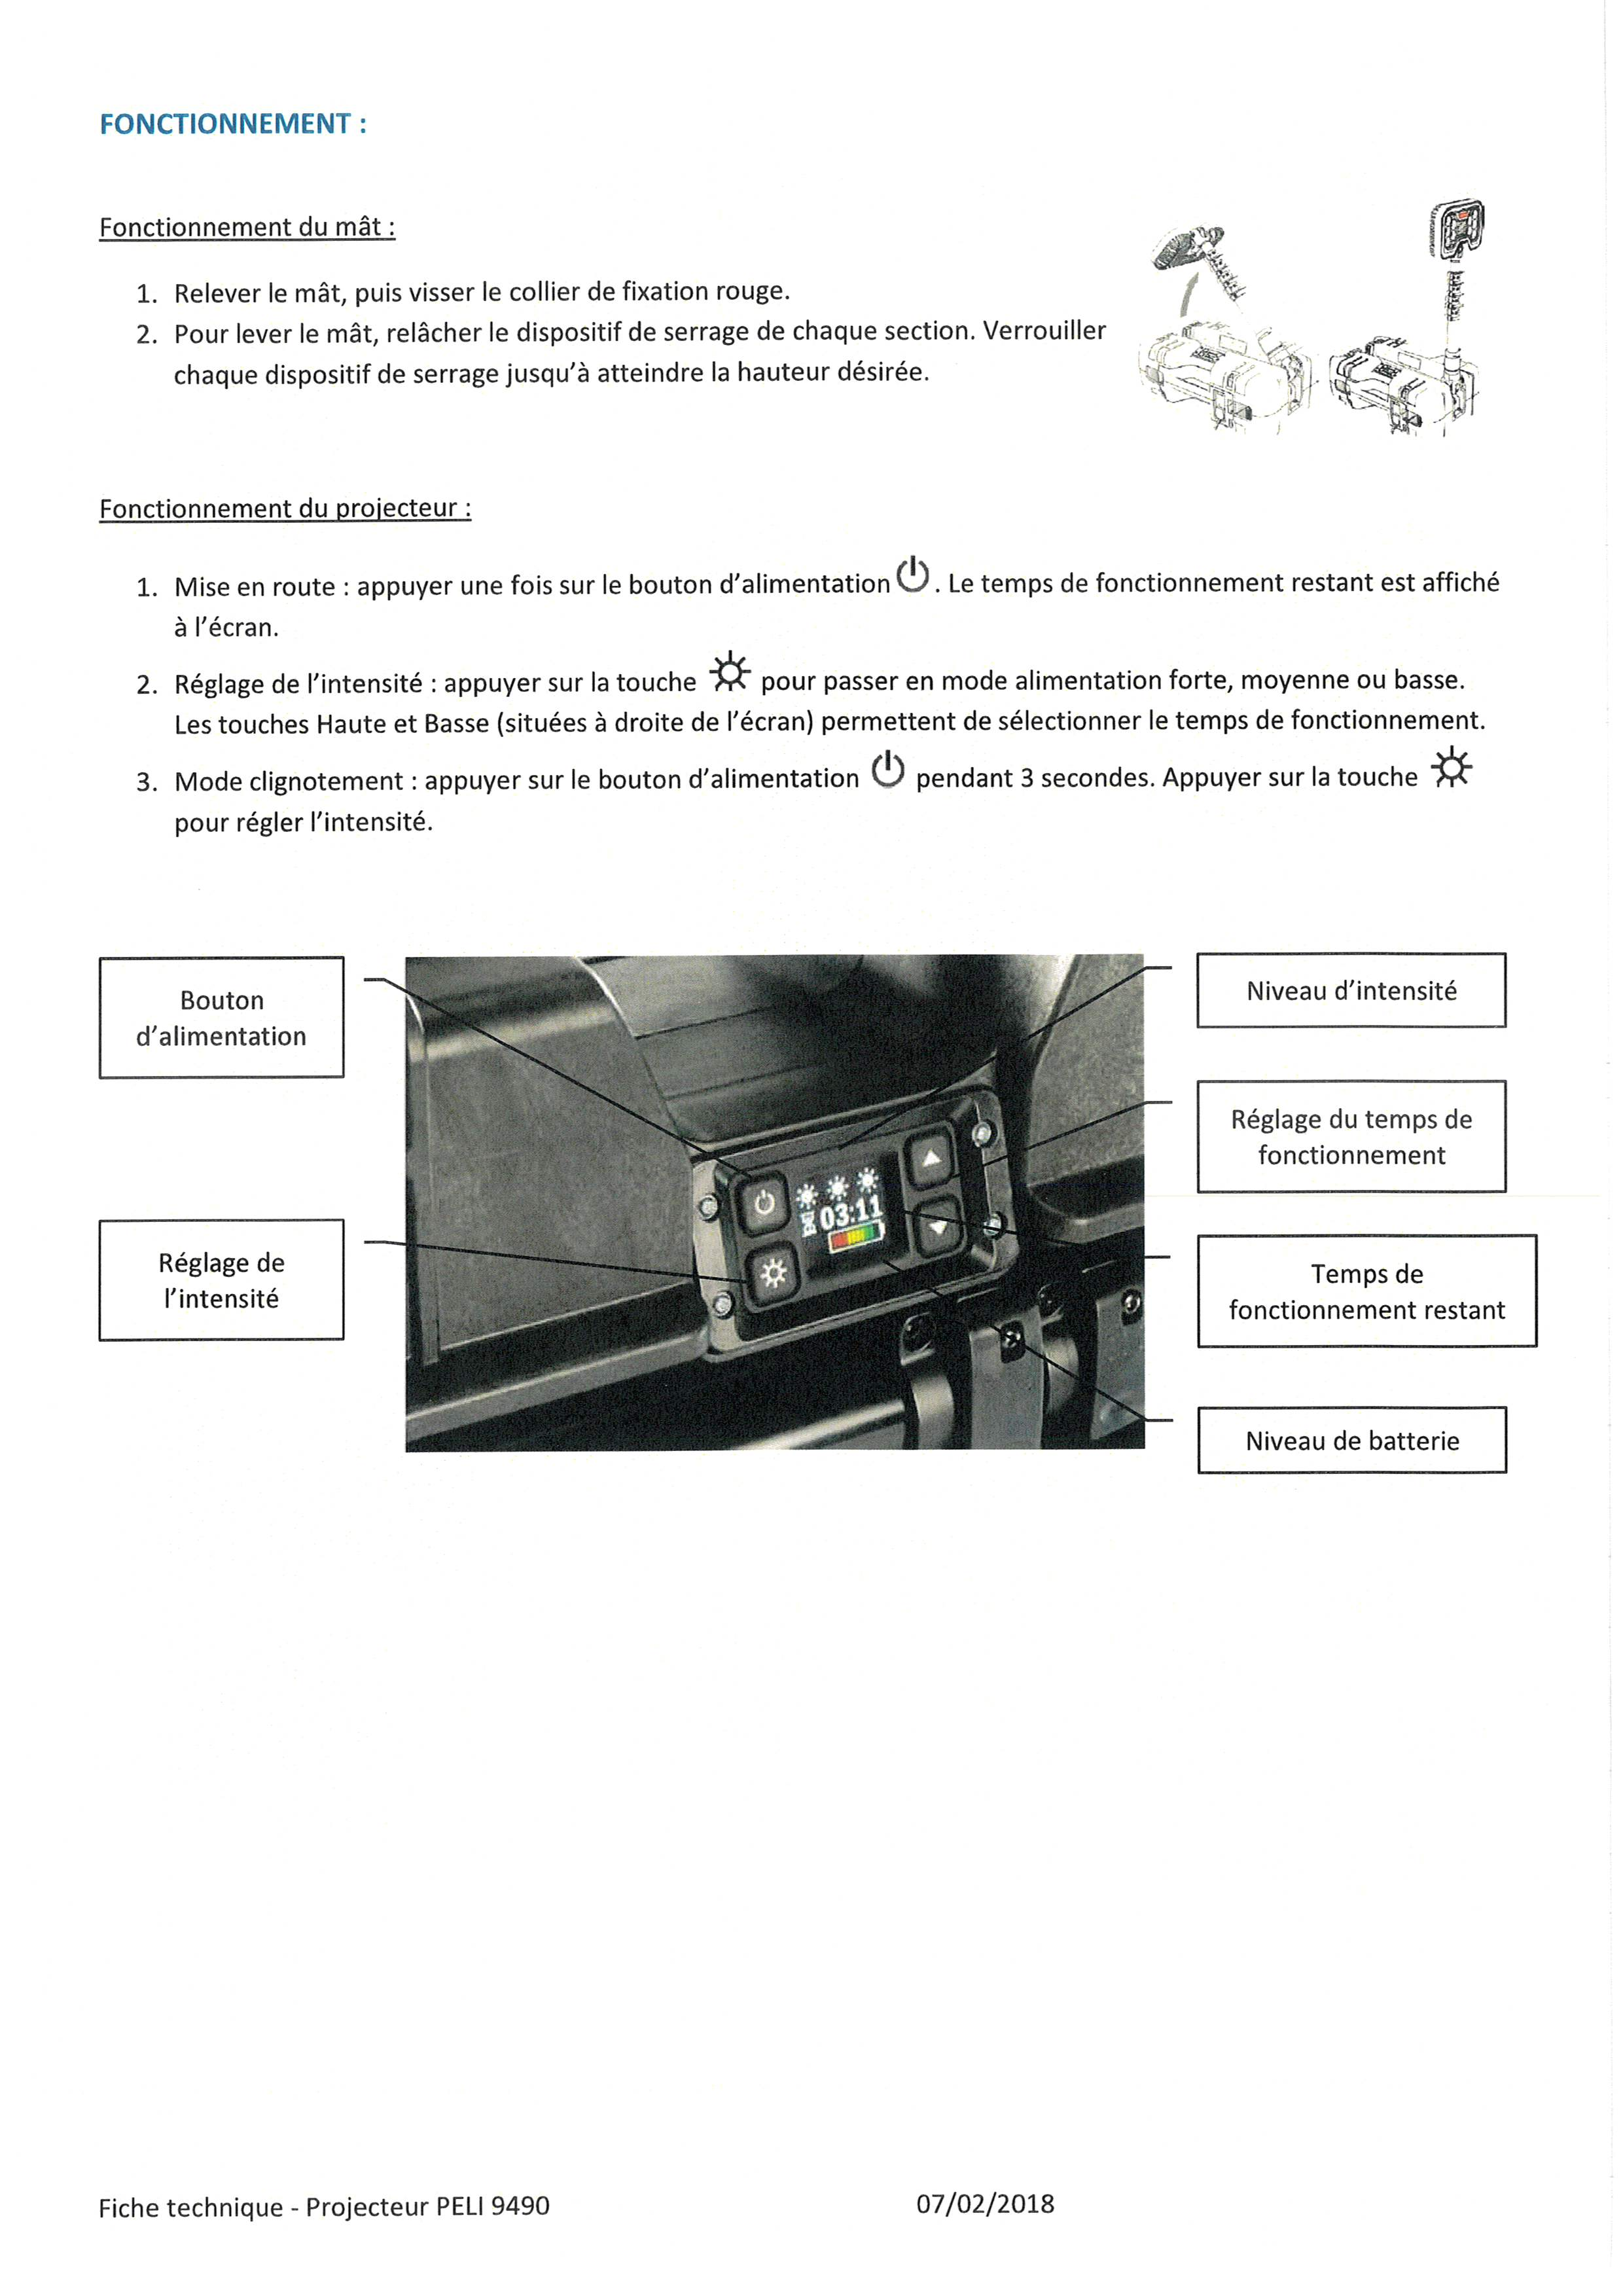 FONCTIONNEMENT :
Fonctionnement du mât :
1. Relever le mât, puis visser le collier de fixation rouge.
2. Pour lever le mât, relâcher le dispositif de serrage de chaque section. Verrouiller
chaque dispositif de serrage jusqu'à atteindre la hauteur désirée.
Fonctionnement du projecteur :
1. Mise en route : appuyer une fois sur le bouton d'alimentation . Le temps de fonctionnement restant est affiché
à l'écran.
2. Réglage de l'intensité : appuyer sur la touche pour passer en mode alimentation forte, moyenne ou basse.
Les touches Haute et Basse (situées à droite de l'écran) permettent de sélectionner le temps de fonctionnement.
3. Mode clignotement : appuyer sur le bouton d'alimentation pendant 3 secondes. Appuyer sur la touche
pour régler l'intensité.
Bouton
d'alimentation
Réglage de
l'intensité
03:11
Niveau d'intensité
Réglage du temps de
fonctionnement
Temps de
fonctionnement restant
Niveau de batterie
Fiche technique - Projecteur PELI 9490
07/02/2018